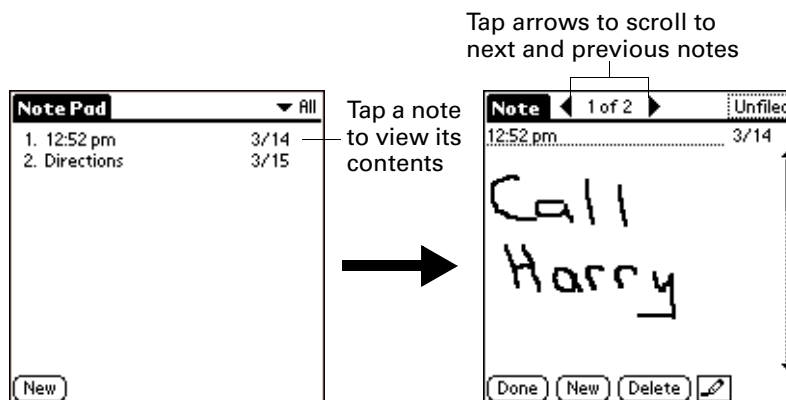 Tap arrows to scroll to
next and previous notes
Note Pad All
1. 12:52 pm 3/14
2. Directions 3/15
New
Tap a note
to view its
contents
Note 1 of 2 Unfiled
12:52 pm 3/14
Call
Harry
Done New Delete